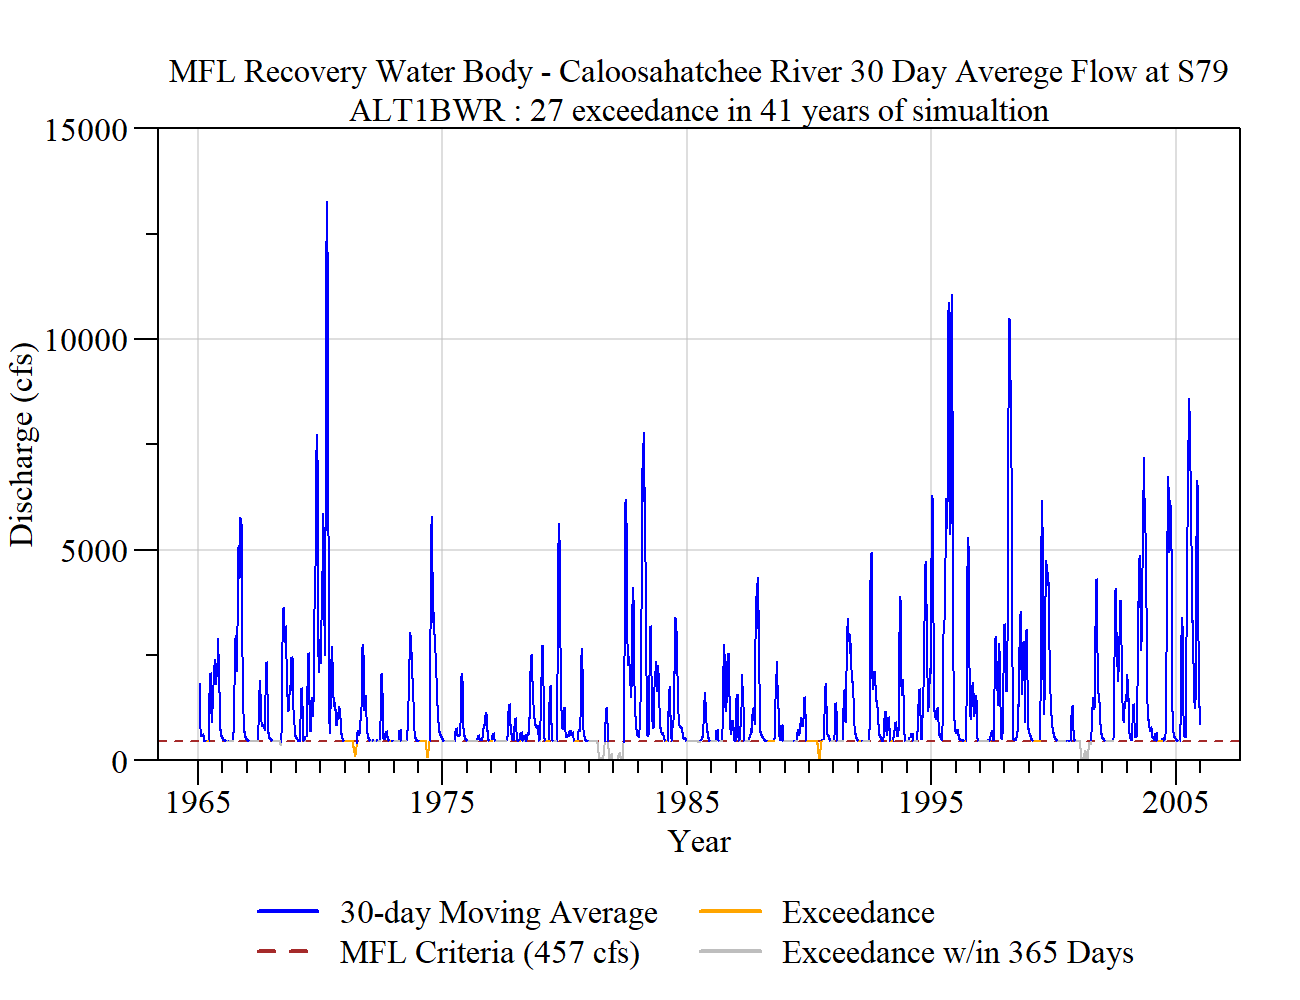 MFL Recovery Water Body - Caloosahatchee River 30 Day Averege Flow at S79
ALT1BWR : 27 exceedance in 41 years of simualtion
15000
10000
5000
0
Discharge (cfs)
1965 1975 1985 1995 2005
Year
30-day Moving Average Exceedance
MFL Criteria (457 cfs) Exceedance w/in 365 Days